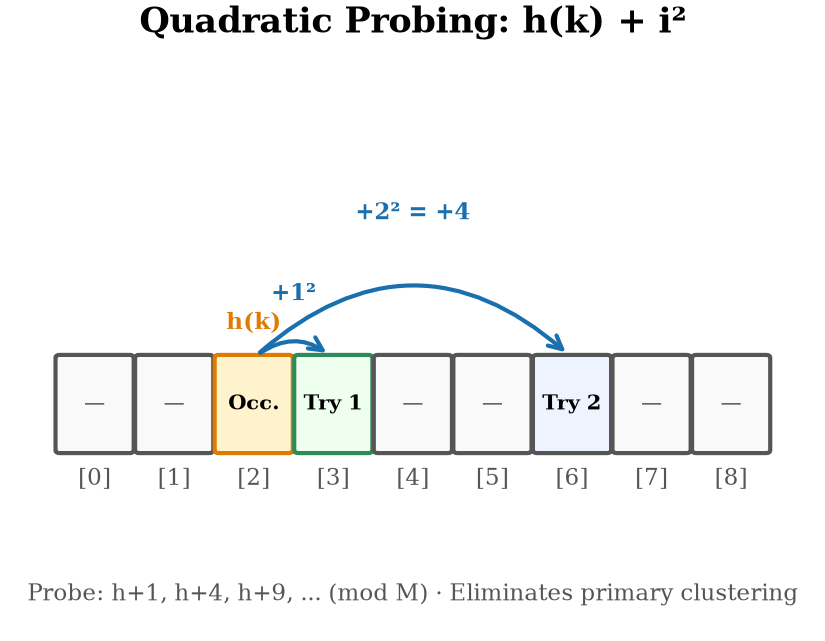 Quadratic Probing: h(k) + i²
+2² = +4
+1²
h(k)
— — Occ. Try 1 — — Try 2 — —
[0] [1] [2] [3] [4] [5] [6] [7] [8]
Probe: h+1, h+4, h+9, ... (mod M) · Eliminates primary clustering